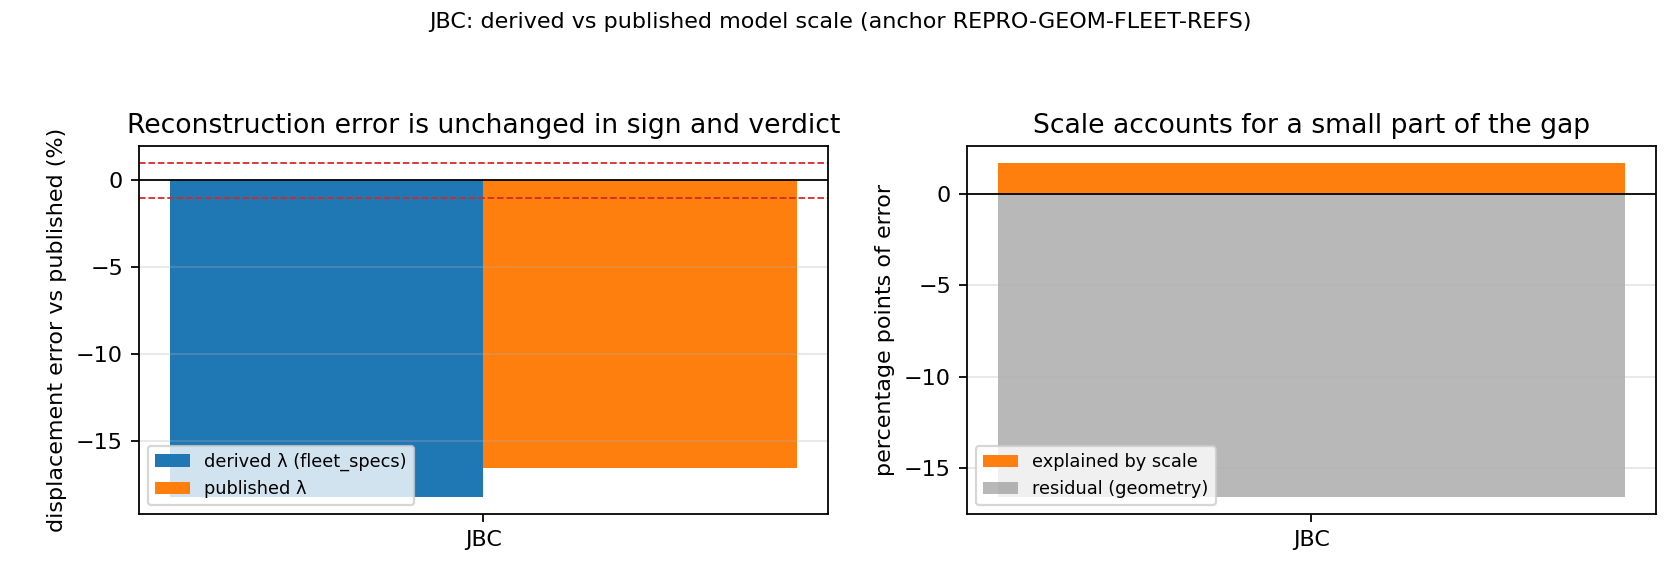 JBC: derived vs published model scale (anchor REPRO-GEOM-FLEET-REFS)
Reconstruction error is unchanged in sign and verdict
displacement error vs published (%)
0
−5
−10
−15
derived λ (fleet_specs)
published λ
JBC
Scale accounts for a small part of the gap
percentage points of error
0
−5
−10
−15
explained by scale
residual (geometry)
JBC